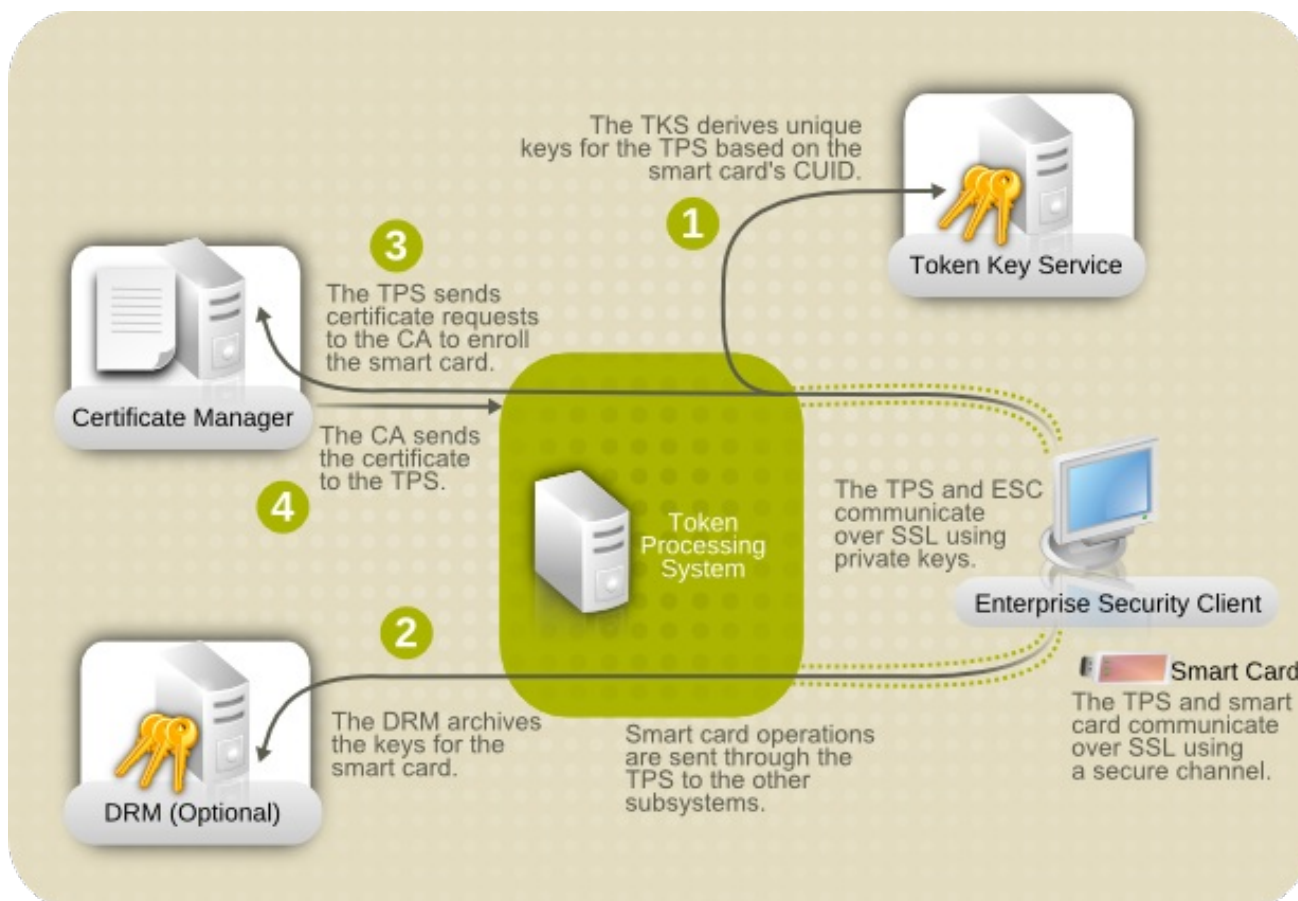 The TKS derives unique
keys for the TPS based on the
smart card's CUID.
1
Token Key Service
3
The TPS sends
certificate requests
to the CA to enroll
the smart card.
Certificate Manager
The CA sends
the certificate
to the TPS.
4
Token
Processing
System
The TPS and ESC
communicate
over SSL using
private keys.
Enterprise Security Client
2
Smart Card
The TPS and smart
card communicate
over SSL using
a secure channel.
The DRM archives
the keys for the
smart card.
Smart card operations
are sent through the
TPS to the other
subsystems.
DRM (Optional)